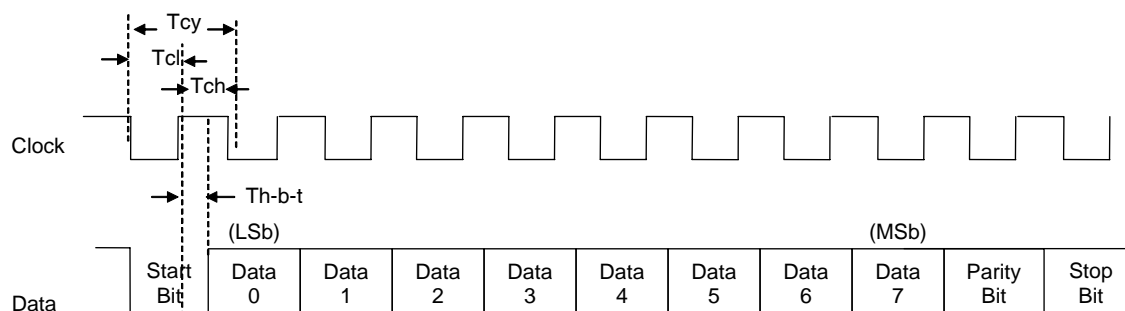 Tcy
Tcl
Tch
Clock
Th-b-t
(LSb)
(MSb)
Data
Start
Bit
Data
0
Data
1
Data
2
Data
3
Data
4
Data
5
Data
6
Data
7
Parity
Bit
Stop
Bit